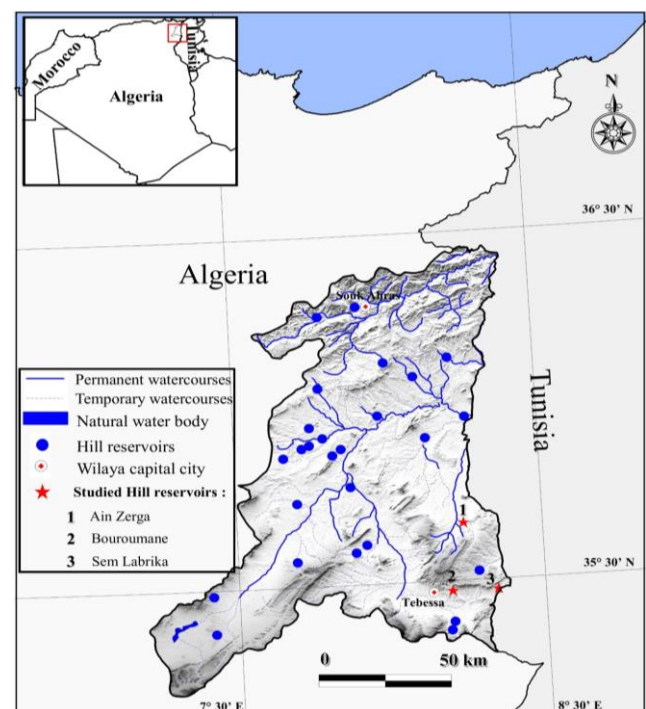 Morocco
Algeria
Tunisia
N
36° 30' N
Algeria
Souk Ahras
Tunisia
Permanent watercourses
Temporary watercourses
Natural water body
Hill reservoirs
Wilaya capital city
Studied Hill reservoirs :
1 Ain Zerga
2 Bouroumane
3 Sem Labrika
1
35° 30' N
2
3
Tebessa
0 50 km
7° 30' E
8° 30' E